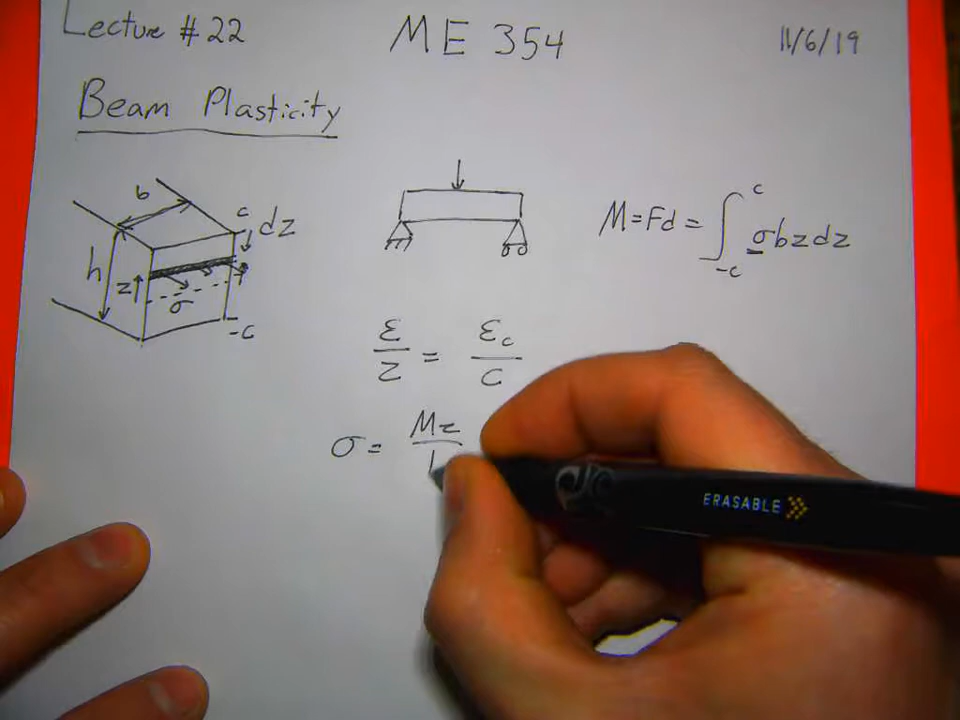 Lecture #22 ME 354 11/6/19
Beam Plasticity
b
c dz
h
z
σ
-c
M=Fd= ∫_{-c}^{c} σbzdz
ε/z = ε_c/c
σ= Mz/I
ERASABLE